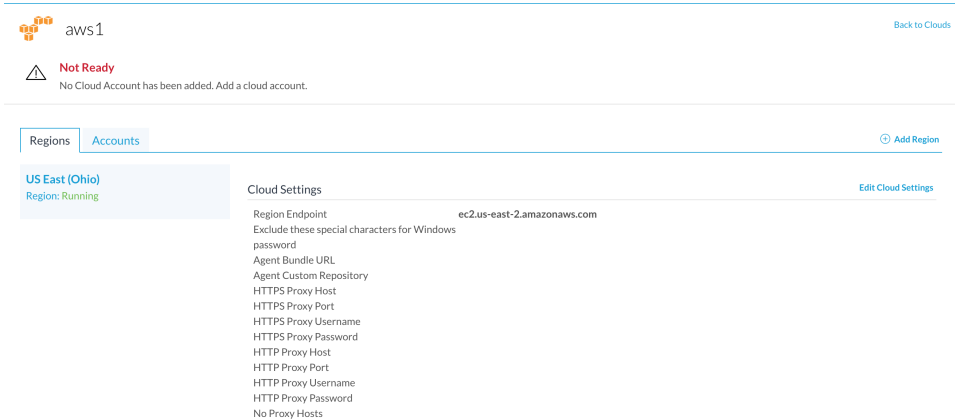 aws1
Back to Clouds
Not Ready
No Cloud Account has been added. Add a cloud account.
Regions
Accounts
Add Region
US East (Ohio)
Region: Running
Cloud Settings
Edit Cloud Settings
Region Endpoint ec2.us-east-2.amazonaws.com
Exclude these special characters for Windows
password
Agent Bundle URL
Agent Custom Repository
HTTPS Proxy Host
HTTPS Proxy Port
HTTPS Proxy Username
HTTPS Proxy Password
HTTP Proxy Host
HTTP Proxy Port
HTTP Proxy Username
HTTP Proxy Password
No Proxy Hosts